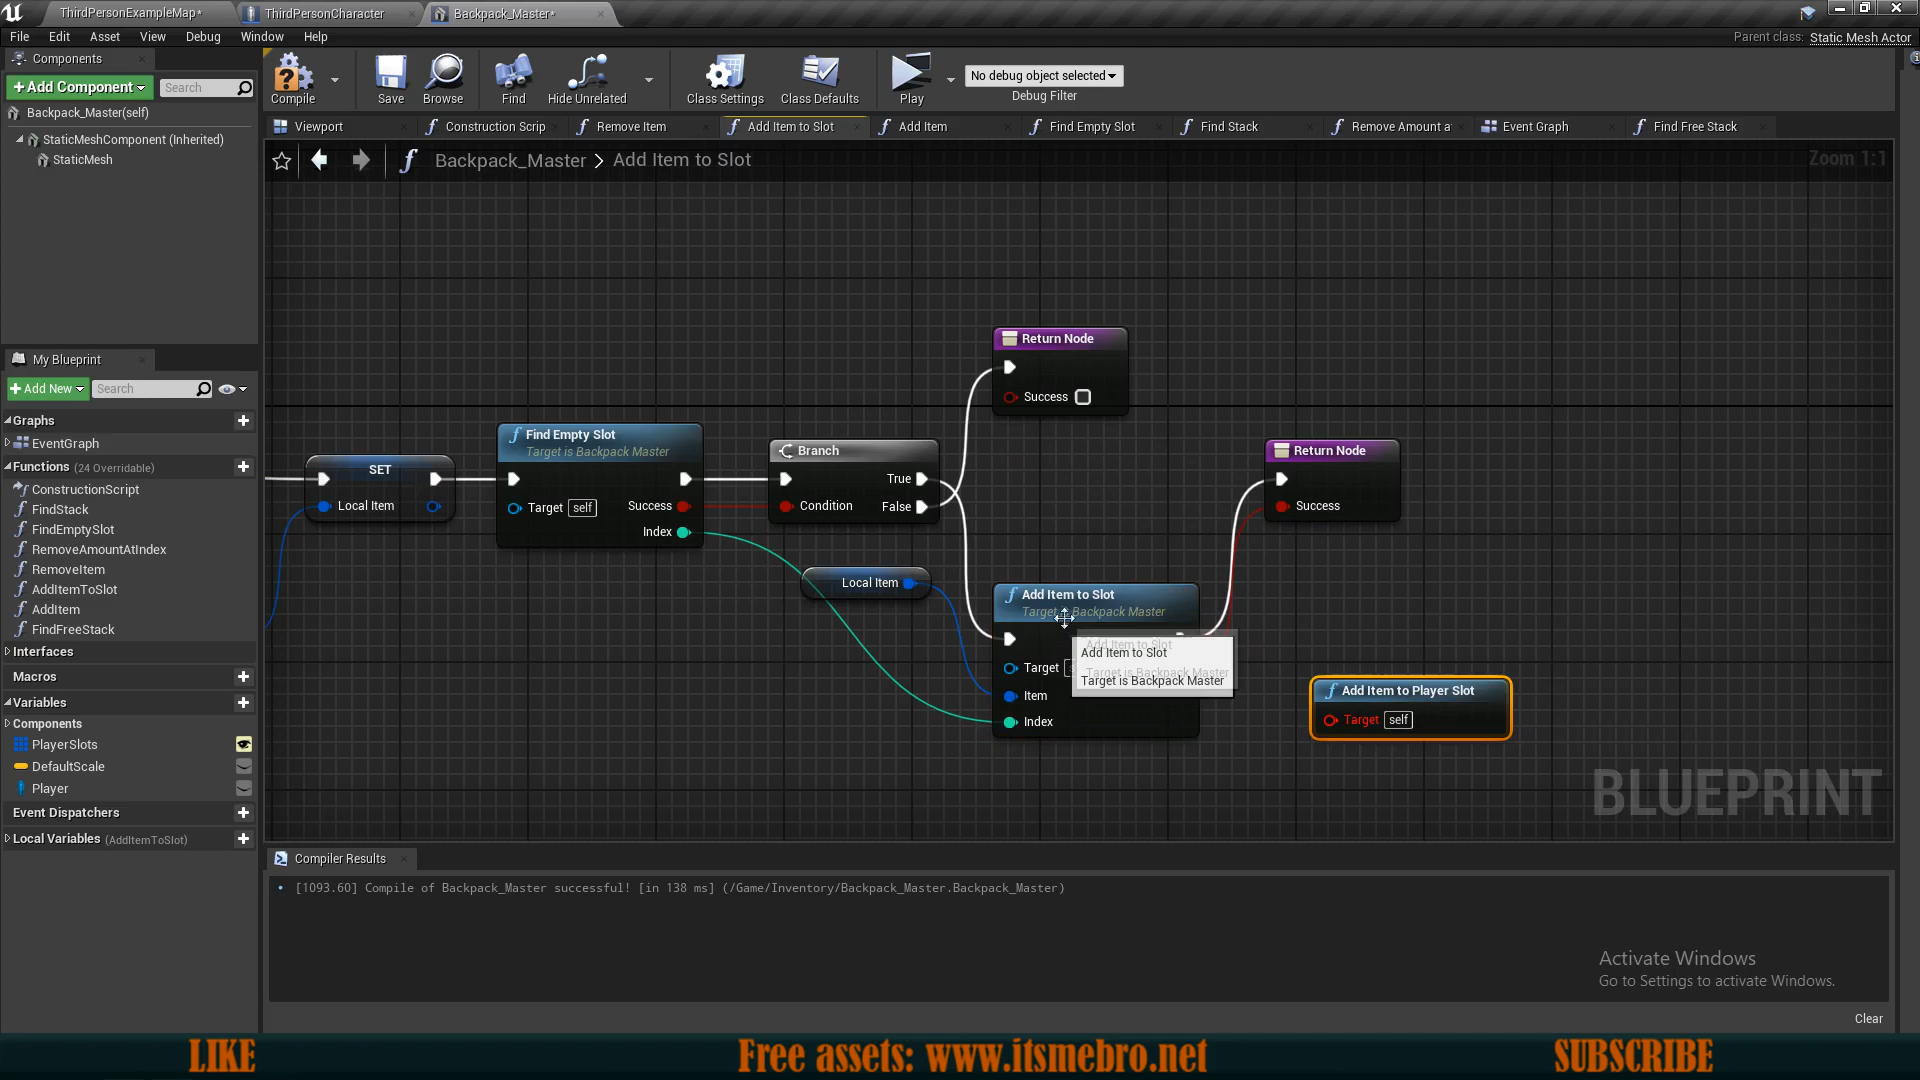 ThirdPersonExampleMap*
ThirdPersonCharacter
Backpack_Master*
File Edit Asset View Debug Window Help
Parent class: Static Mesh Actor
Components
+Add Component
Search
Backpack_Master(self)
StaticMeshComponent (Inherited)
StaticMesh
Compile
Save
Browse
Find
Hide Unrelated
Class Settings
Class Defaults
Play
No debug object selected
Debug Filter
Viewport
Construction Scrip
Remove Item
Add Item to Slot
Add Item
Find Empty Slot
Find Stack
Remove Amount a
Event Graph
Find Free Stack
Backpack_Master > Add Item to Slot
Zoom 1:1
My Blueprint
+Add New
Search
Graphs
EventGraph
Functions (24 Overridable)
ConstructionScript
FindStack
FindEmptySlot
RemoveAmountAtIndex
RemoveItem
AddItemToSlot
AddItem
FindFreeStack
Interfaces
Macros
Variables
Components
PlayerSlots
DefaultScale
Player
Event Dispatchers
Local Variables (AddItemToSlot)
SET
Local Item
Find Empty Slot
Target is Backpack Master
Target self
Success
Index
Branch
True
Condition
False
Return Node
Success
Return Node
Success
Local Item
Add Item to Slot
Target is Backpack Master
Target
Item
Index
Add Item to Slot
Target is Backpack Master
Add Item to Slot
Target is Backpack Master
Add Item to Player Slot
Target self
BLUEPRINT
Compiler Results
• [1093.60] Compile of Backpack_Master successful! [in 138 ms] (/Game/Inventory/Backpack_Master.Backpack_Master)
Activate Windows
Go to Settings to activate Windows.
Clear
LIKE
Free assets: www.itsmebro.net
SUBSCRIBE